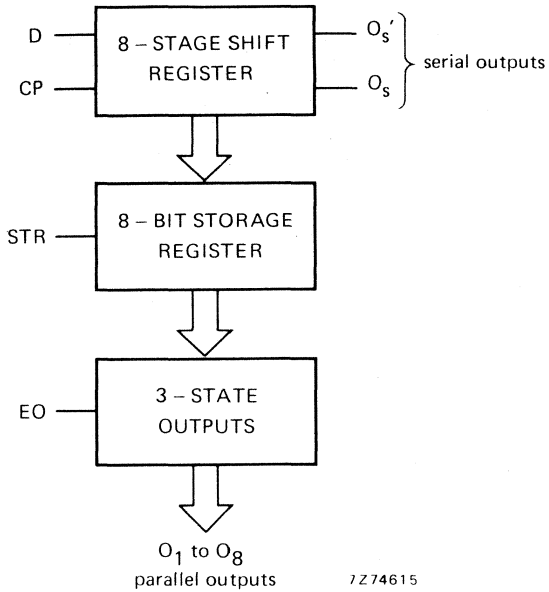 D
CP
8 – STAGE SHIFT
REGISTER
Os'
Os
serial outputs
STR
8 – BIT STORAGE
REGISTER
EO
3 – STATE
OUTPUTS
O1 to O8
parallel outputs
7Z74615